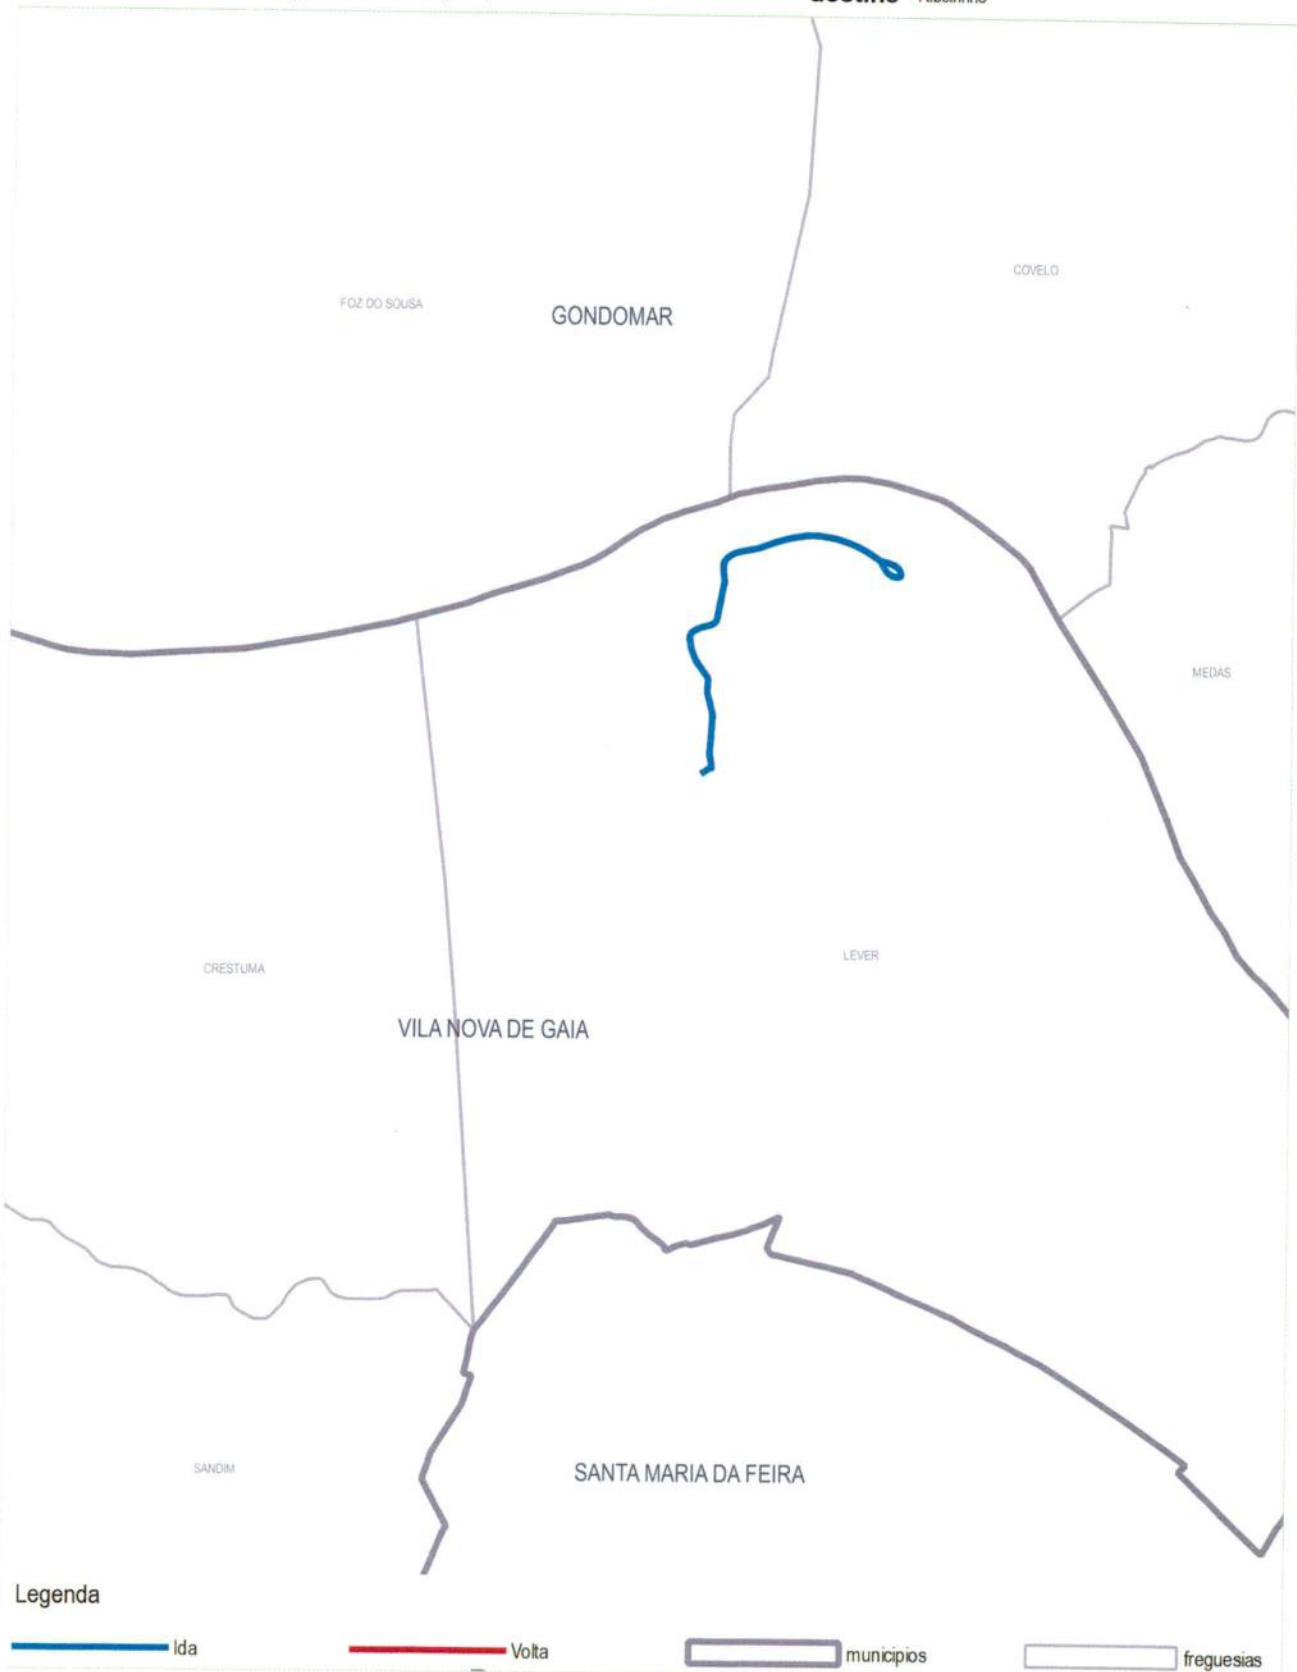 destino Ribeirinho
COVELO
FOZ DO SOUSA
GONDOMAR
MEDAS
LEVER
CRESTUMA
VILA NOVA DE GAIA
SANDIM
SANTA MARIA DA FEIRA
Legenda
Ida Volta municipios freguesias